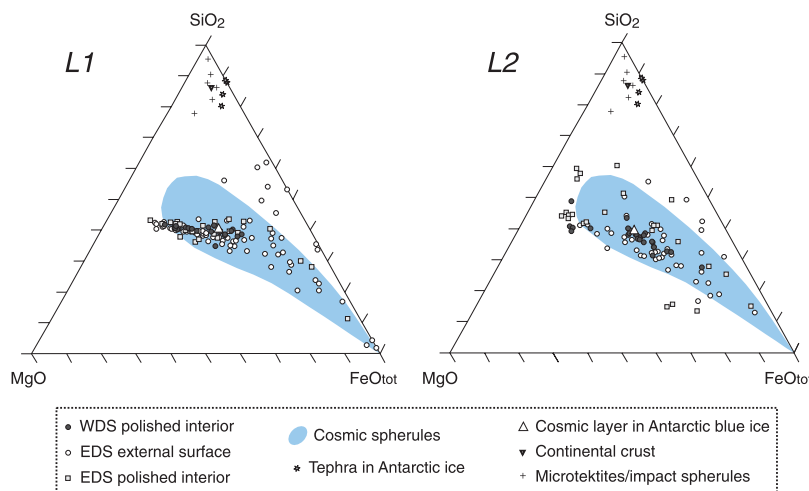 SiO2
L1
MgO
FeOtot
SiO2
L2
MgO
FeOto
WDS polished interior
EDS external surface
EDS polished interior
Cosmic spherules
Tephra in Antarctic ice
Cosmic layer in Antarctic blue ice
Continental crust
Microtektites/impact spherules